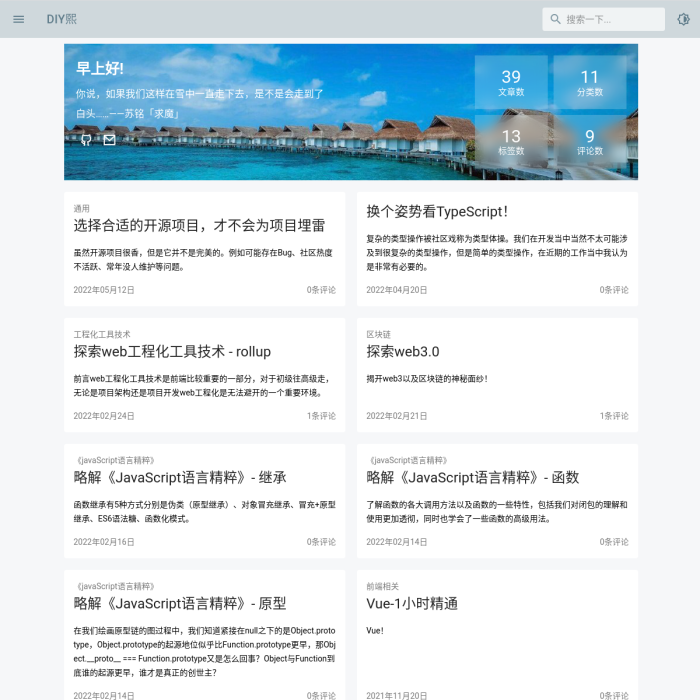 DIY熙
搜索一下...
早上好!
你说，如果我们这样在雪中一直走下去，是不是会走到了
白头……——苏铭「求魔」
39
文章数
11
分类数
13
标签数
9
评论数
通用
选择合适的开源项目，才不会为项目埋雷
虽然开源项目很香，但是它并不是完美的。例如可能存在Bug、社区热度
不活跃、常年没人维护等问题。
2022年05月12日
0条评论
换个姿势看TypeScript！
复杂的类型操作被社区戏称为类型体操。我们在开发当中当然不太可能涉
及到很复杂的类型操作，但是简单的类型操作，在近期的工作当中我认为
是非常有必要的。
2022年04月20日
0条评论
工程化工具技术
探索web工程化工具技术 - rollup
前言web工程化工具技术是前端比较重要的一部分，对于初级往高级走，
无论是项目架构还是项目开发web工程化是无法避开的一个重要环境。
2022年02月24日
1条评论
区块链
探索web3.0
揭开web3以及区块链的神秘面纱！
2022年02月21日
1条评论
《javaScript语言精粹》
略解《JavaScript语言精粹》- 继承
函数继承有5种方式分别是伪类（原型继承）、对象冒充继承、冒充+原型
继承、ES6语法糖、函数化模式。
2022年02月16日
0条评论
《javaScript语言精粹》
略解《JavaScript语言精粹》- 函数
了解函数的各大调用方法以及函数的一些特性，包括我们对闭包的理解和
使用更加透彻，同时也学会了一些函数的高级用法。
2022年02月14日
0条评论
《javaScript语言精粹》
略解《JavaScript语言精粹》- 原型
在我们绘画原型链的图过程中，我们知道紧接在null之下的是Object.proto
type，Object.prototype的起源地位似乎比Function.prototype更早，那Obj
ect.__proto__ === Function.prototype又是怎么回事？Object与Function到
底谁的起源更早，谁才是真正的创世主？
2022年02月14日
0条评论
前端相关
Vue-1小时精通
Vue！
2021年11月20日
0条评论